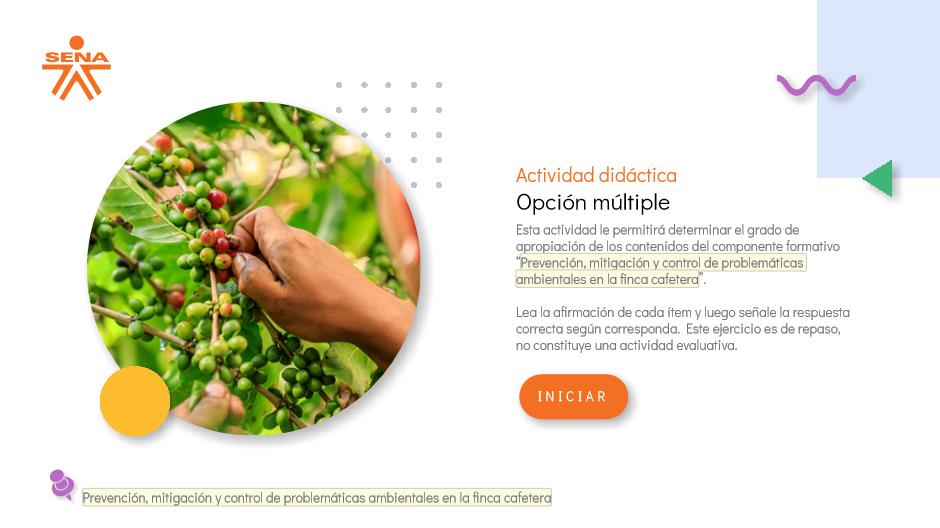 SENA
Actividad didáctica
Opción múltiple
Esta actividad le permitirá determinar el grado de
apropiación de los contenidos del componente formativo
“Prevención, mitigación y control de problemáticas
ambientales en la finca cafetera”.
Lea la afirmación de cada ítem y luego señale la respuesta
correcta según corresponda. Este ejercicio es de repaso,
no constituye una actividad evaluativa.
INICIAR
Prevención, mitigación y control de problemáticas ambientales en la finca cafetera